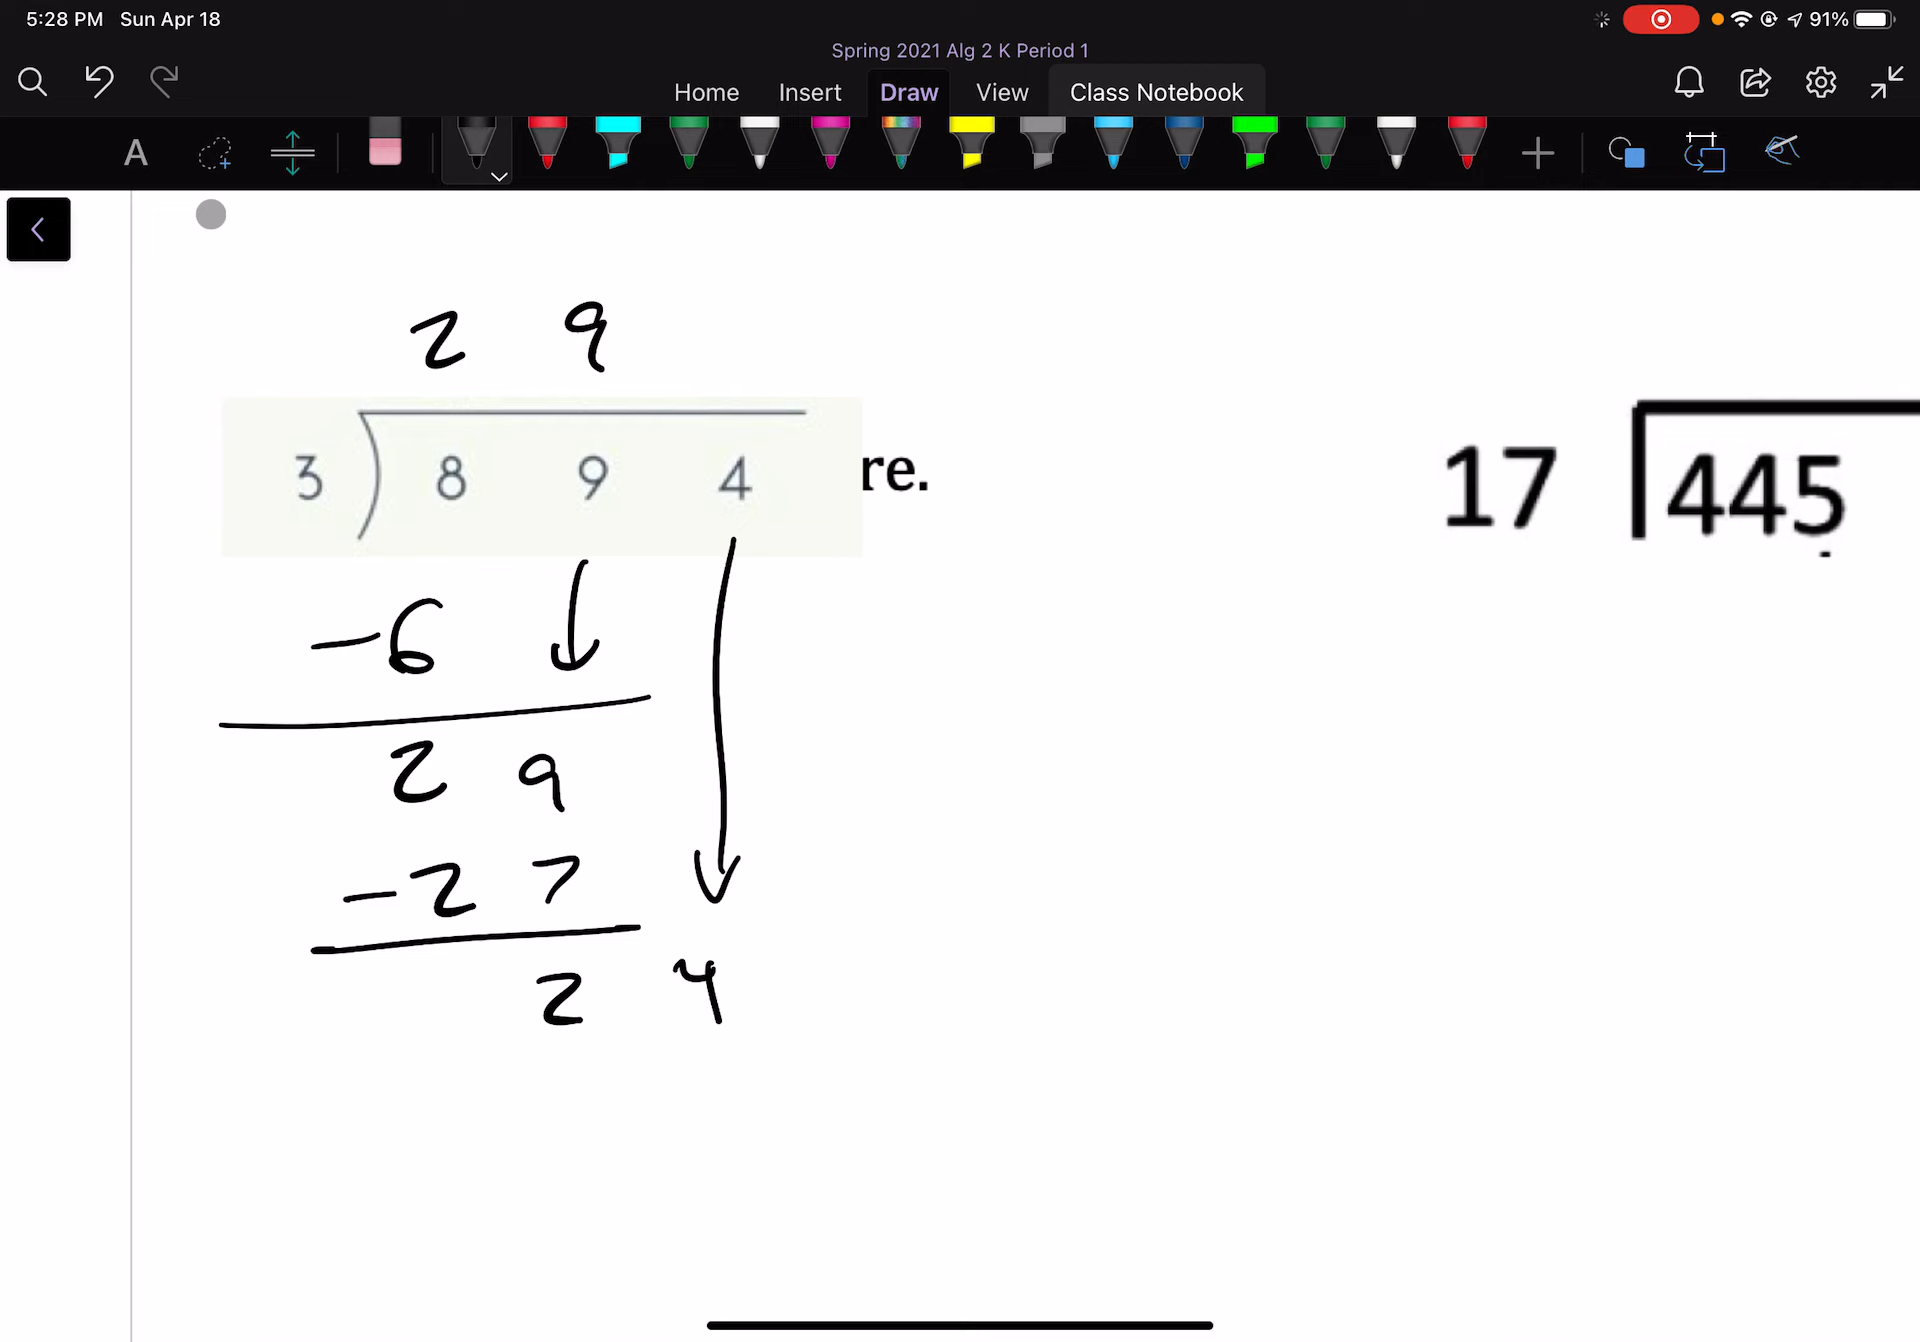 5:28 PM Sun Apr 18
91%
Spring 2021 Alg 2 K Period 1
Home Insert Draw View Class Notebook
A
2 9
3 8 9 4 re.
17 445
-6
2 9
-2 7
2 4